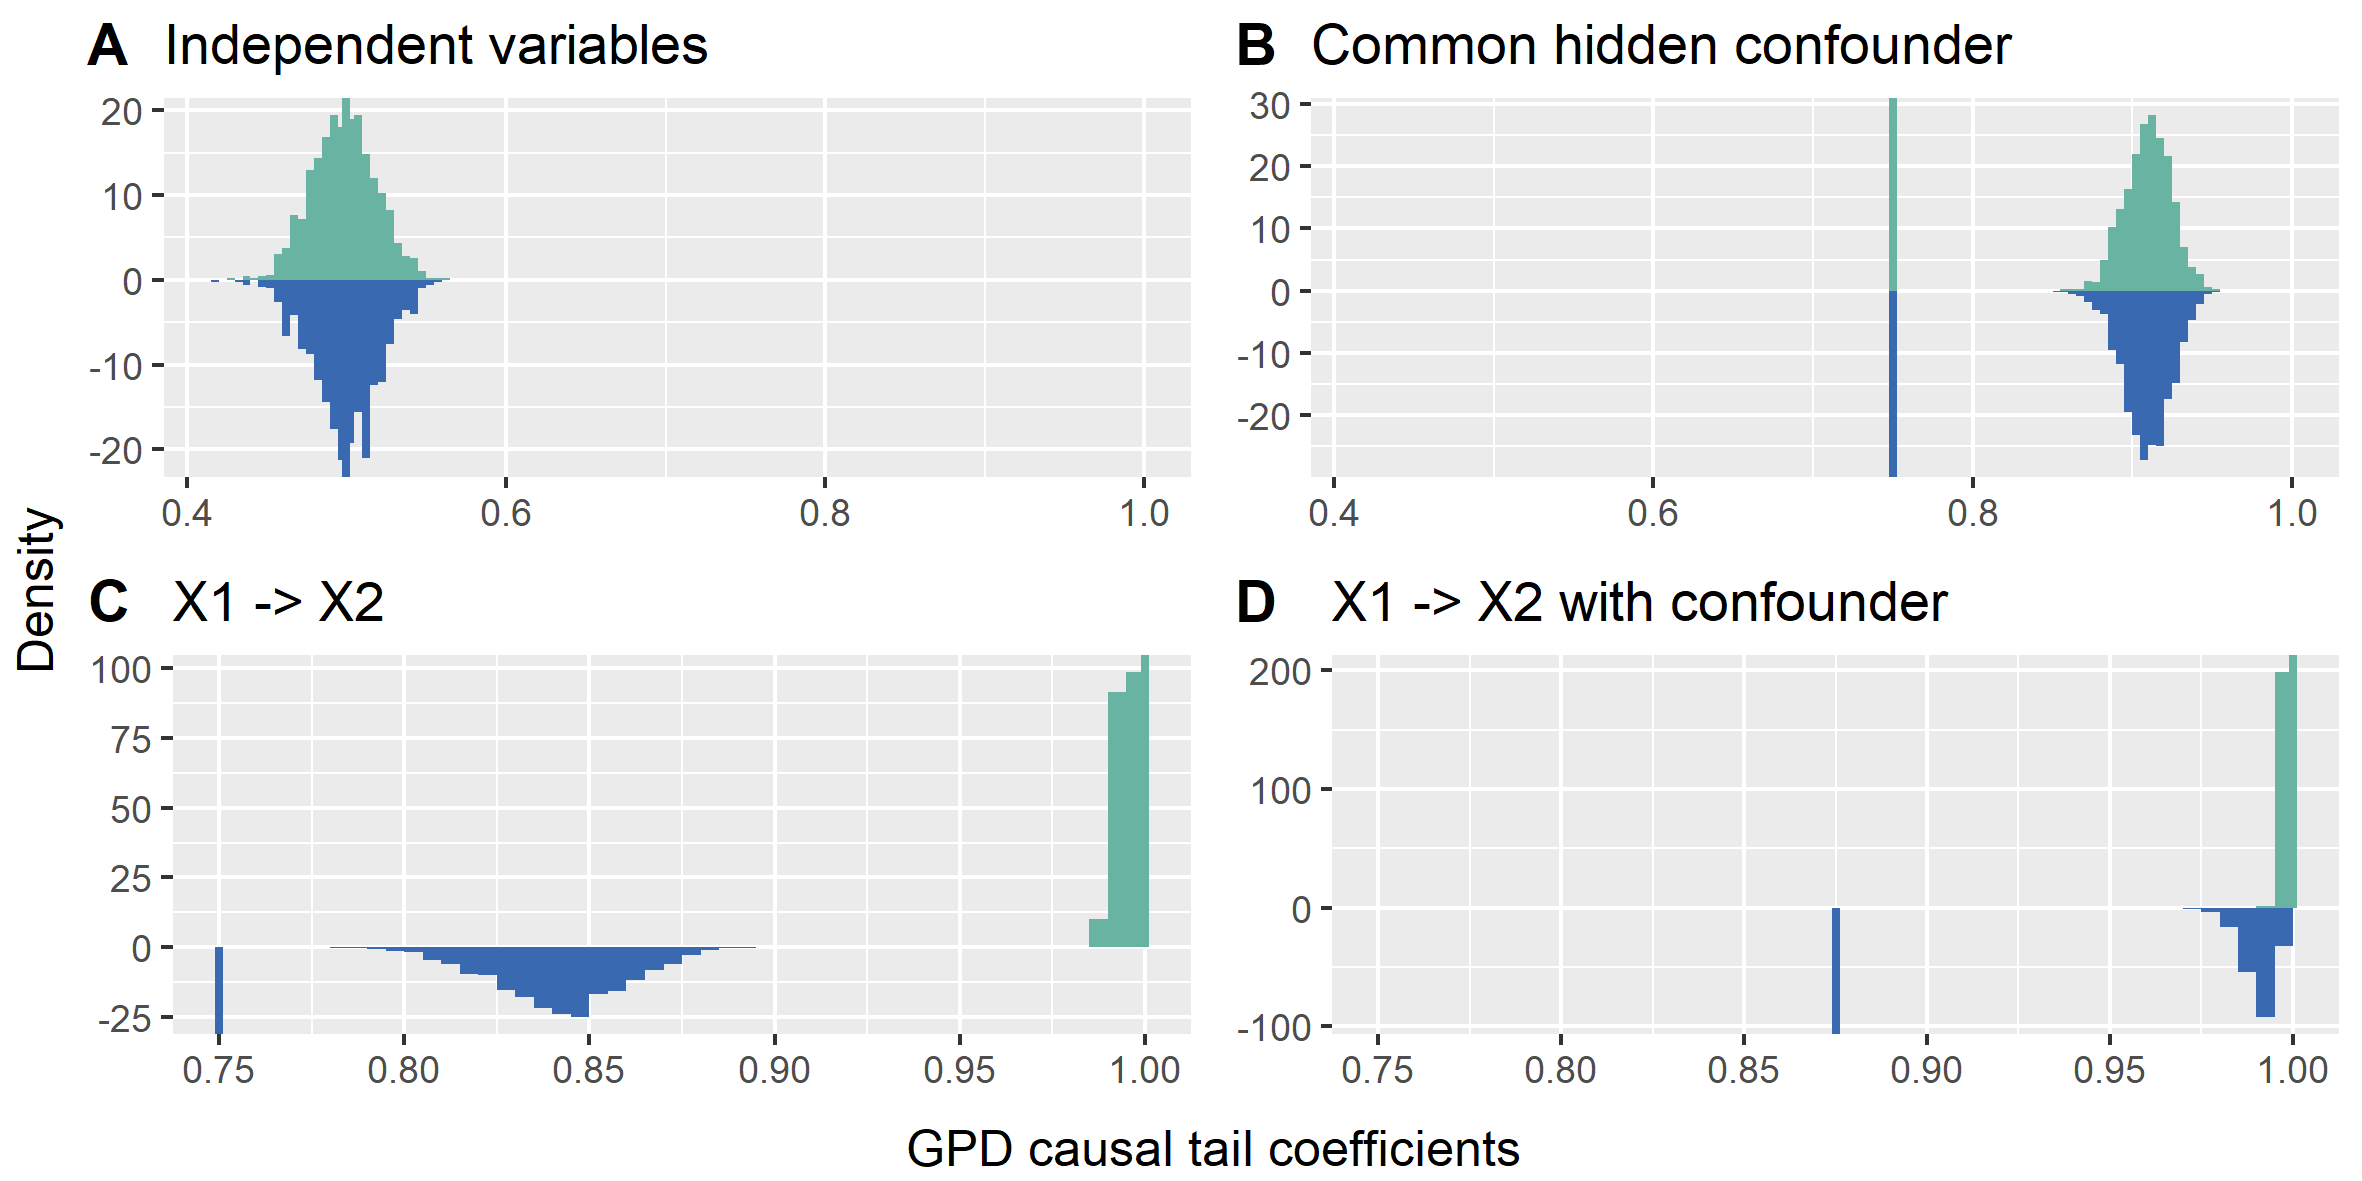 A Independent variables
20
10
0
-10
-20
0.4 0.6 0.8 1.0
B Common hidden confounder
30
20
10
0
-10
-20
0.4 0.6 0.8 1.0
Density
C X1 -> X2
100
75
50
25
0
-25
0.75 0.80 0.85 0.90 0.95 1.00
D X1 -> X2 with confounder
200
100
0
-100
0.75 0.80 0.85 0.90 0.95 1.00
GPD causal tail coefficients